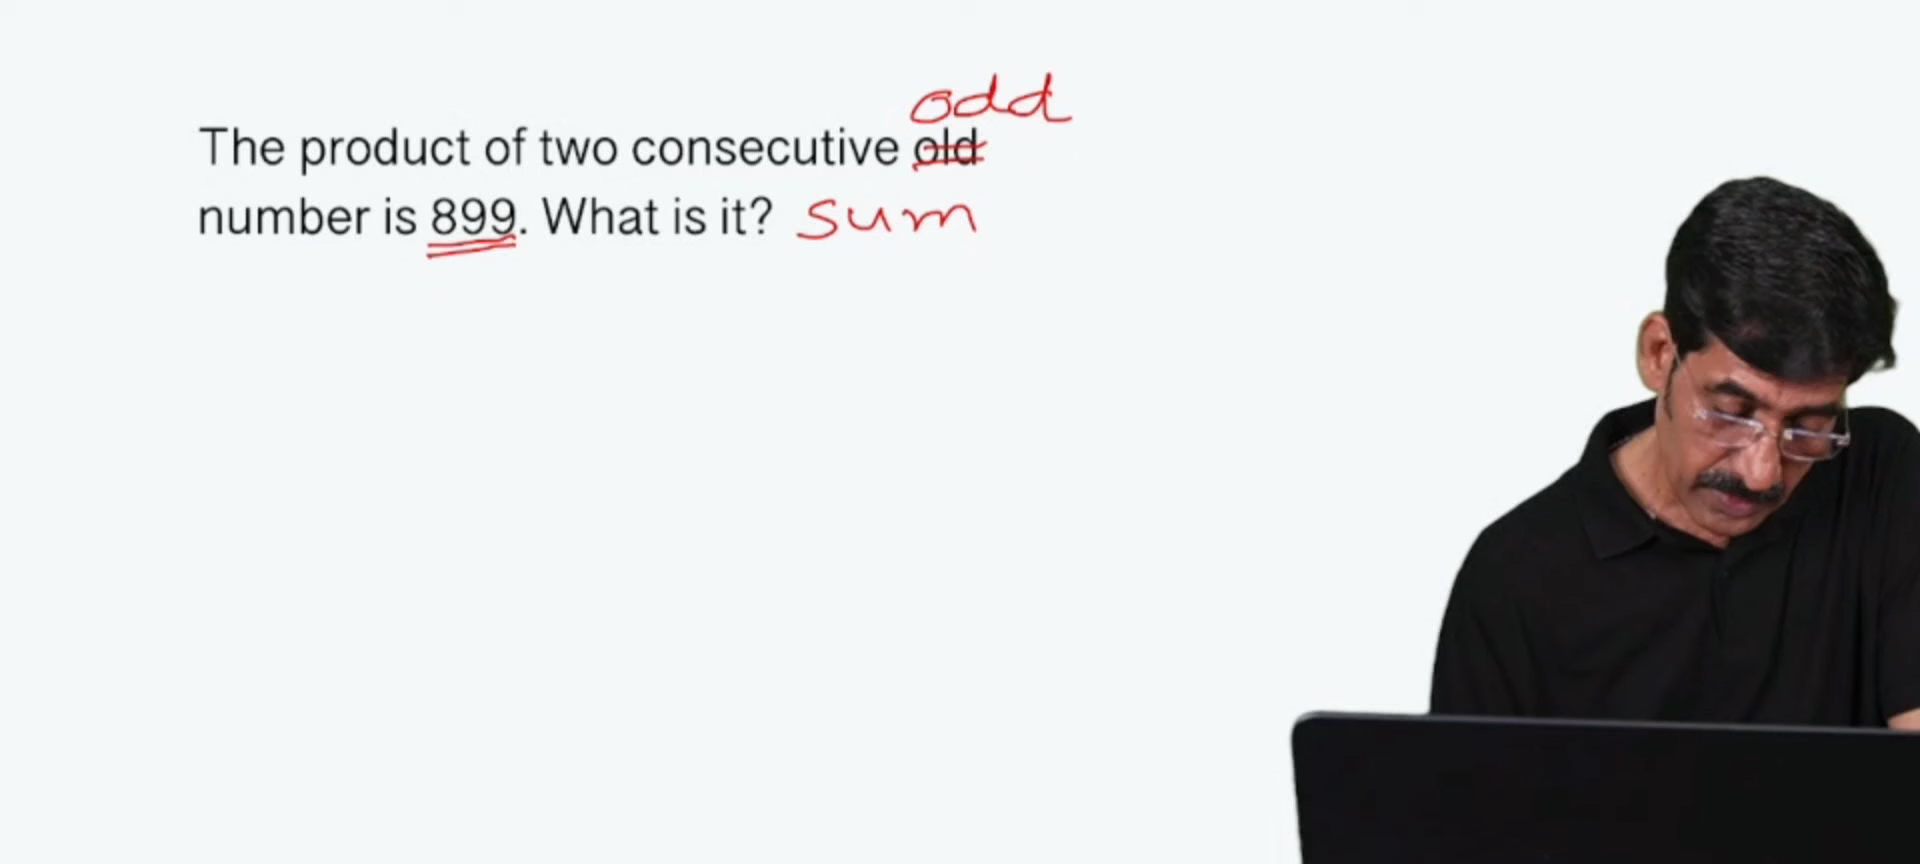 odd
The product of two consecutive old
number is 899. What is it? sum